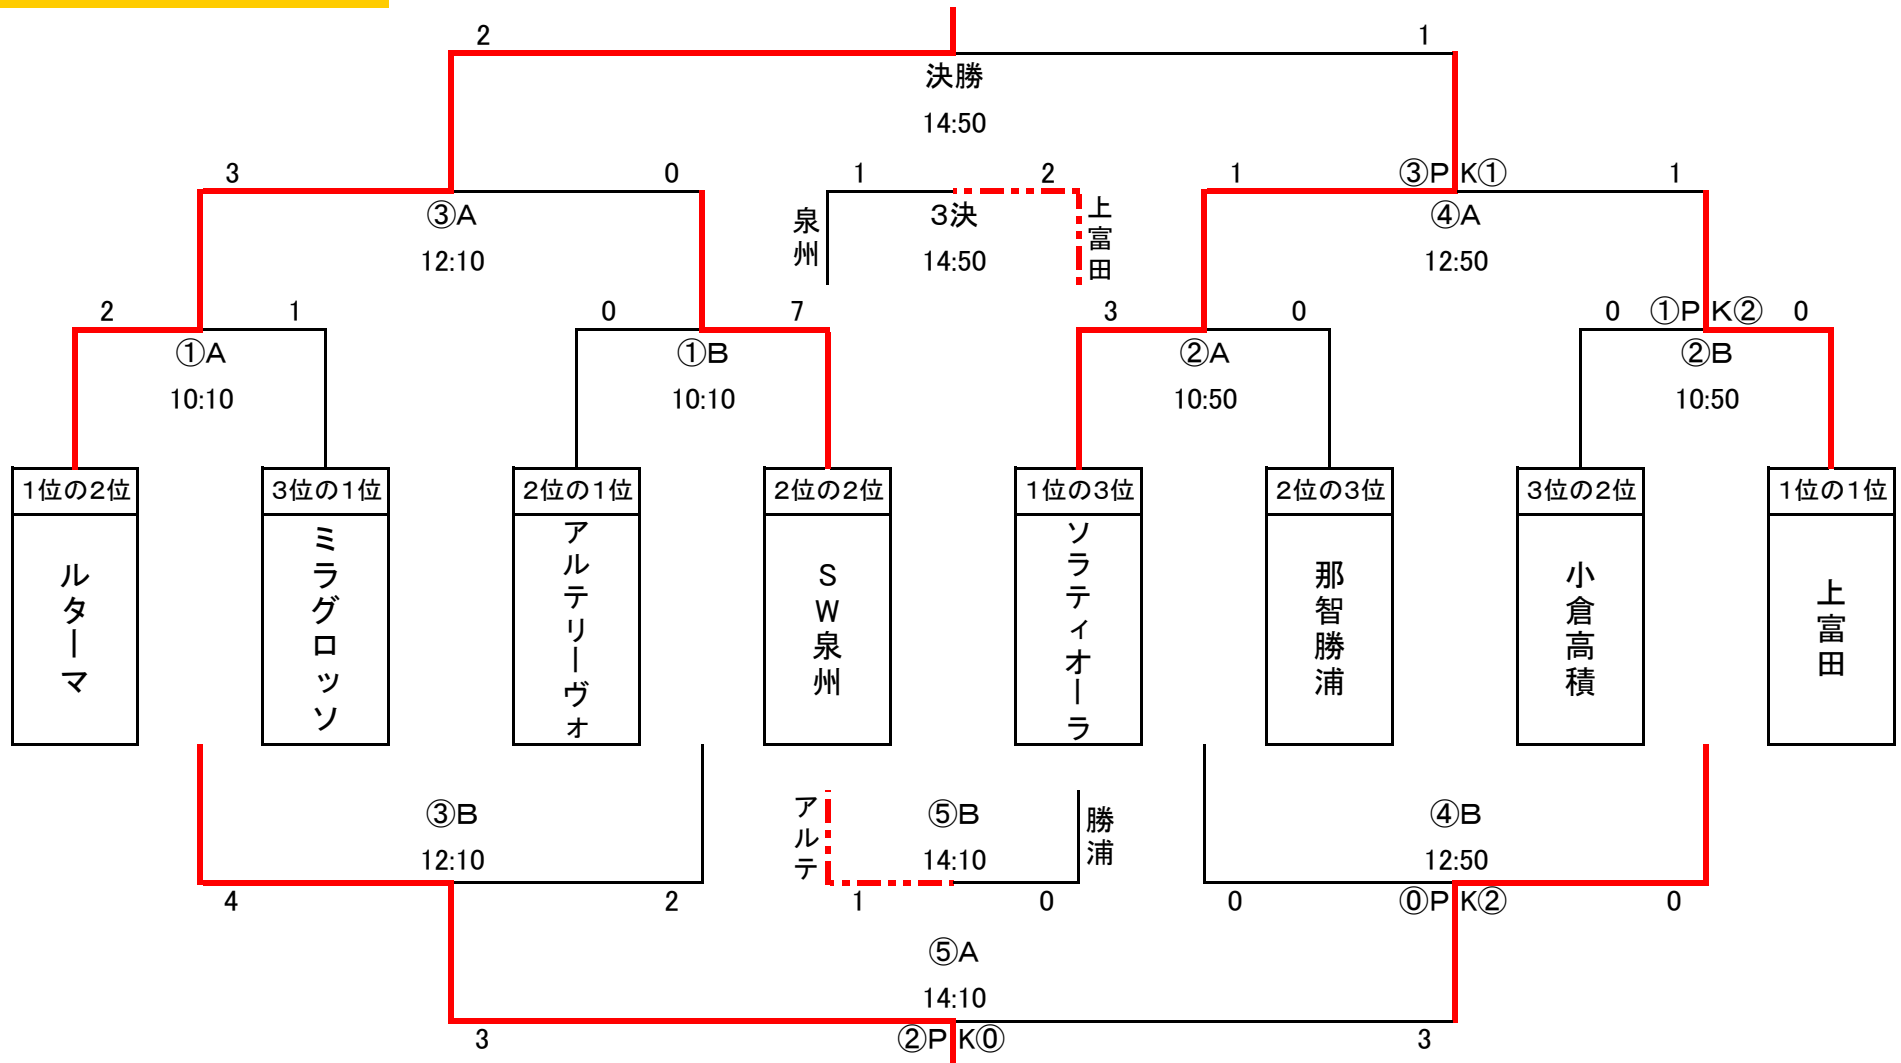 2 1
決勝
14:50
3 0 1 2 1 ③PK① 1
③A 3決 ④A
泉州 上富田
12:10 14:50 12:50
2 1 0 7 3 0 0 ①PK② 0
①A ①B ②A ②B
10:10 10:10 10:50 10:50
1位の2位 3位の1位 2位の1位 2位の2位 1位の3位 2位の3位 3位の2位 1位の1位
ルターマ
ミラグロッソ
アルテリーヴォ
SW泉州
ソラティオーラ
那智勝浦
小倉高積
上富田
③B ⑤B ④B
アルテ 勝浦
12:10 14:10 12:50
4 2 1 0 0 ⓪PK② 0
⑤A
14:10
3 ②PK⓪ 3